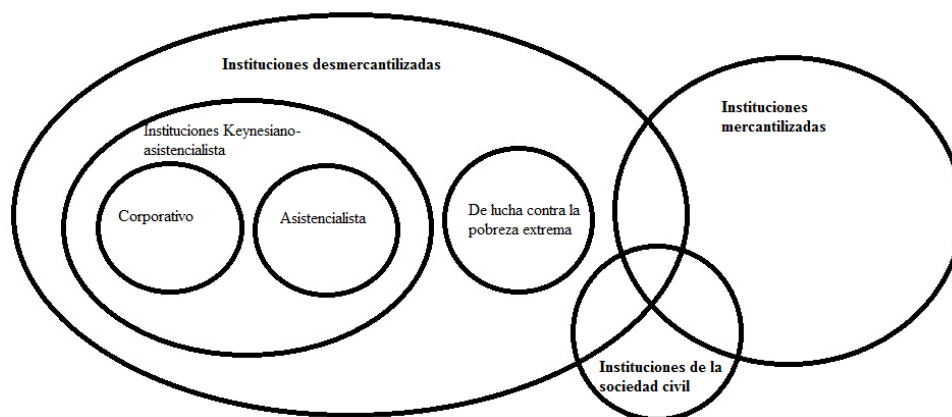 Instituciones desmercantilizadas
Instituciones
mercantilizadas
Instituciones Keynesiano-
asistencialista
Corporativo
Asistencialista
De lucha contra la
pobreza extrema
Instituciones de la
sociedad civil